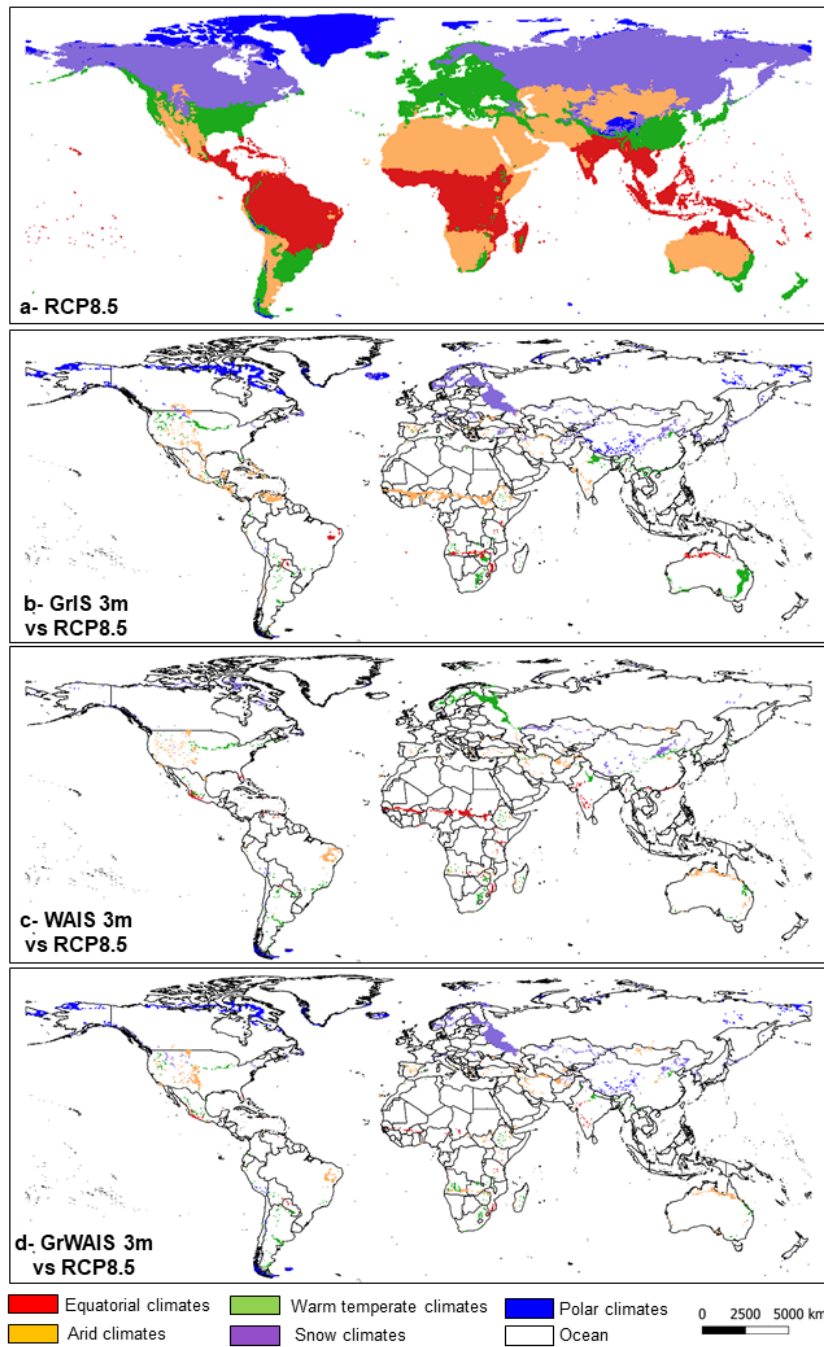 a- RCP8.5
b- GrIS 3m
vs RCP8.5
c- WAIS 3m
vs RCP8.5
d- GrWAIS 3m
vs RCP8.5
Equatorial climates
Warm temperate climates
Polar climates
0 2500 5000 km
Arid climates
Snow climates
Ocean